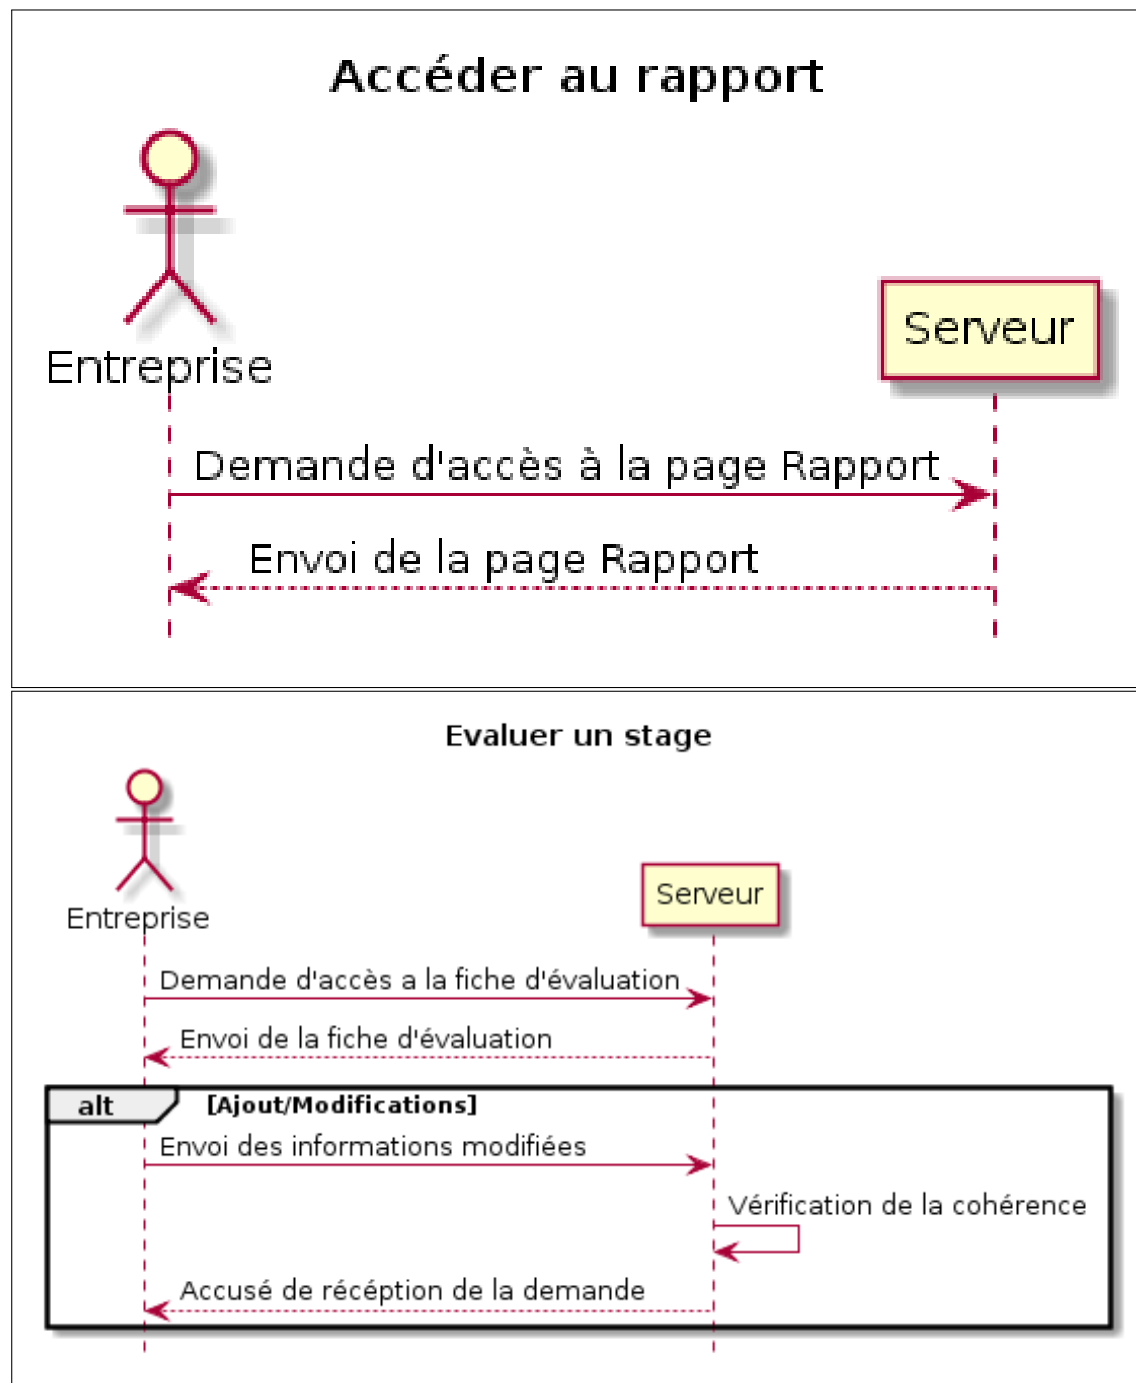 Accéder au rapport
Entreprise
Serveur
Demande d'accès à la page Rapport
Envoi de la page Rapport
Evaluer un stage
Entreprise
Serveur
Demande d'accès a la fiche d'évaluation
Envoi de la fiche d'évaluation
alt [Ajout/Modifications]
Envoi des informations modifiées
Vérification de la cohérence
Accusé de récéption de la demande